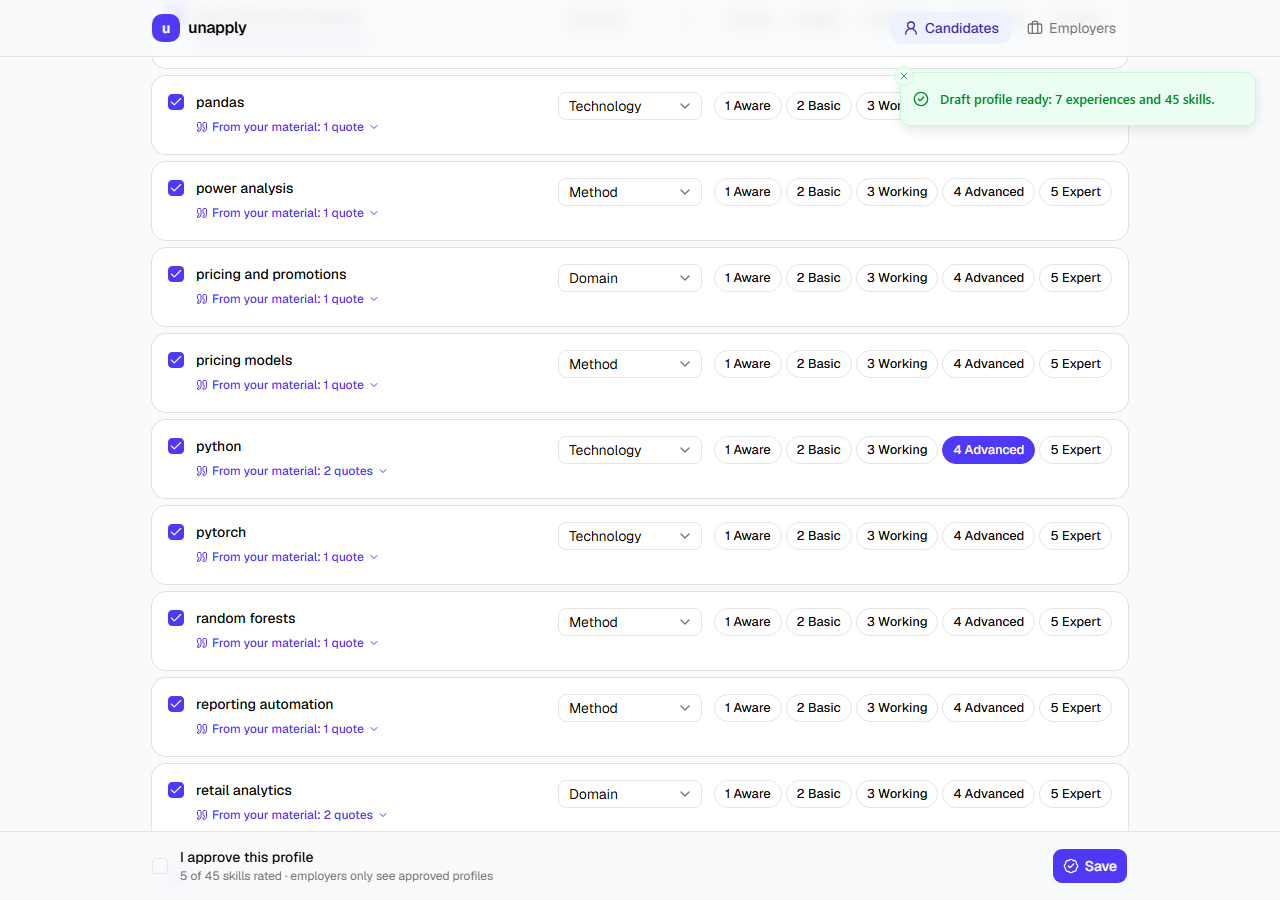 u unapply Candidates Employers
Draft profile ready: 7 experiences and 45 skills.
pandas Technology 1 Aware 2 Basic
From your material: 1 quote
power analysis Method 1 Aware 2 Basic 3 Working 4 Advanced 5 Expert
From your material: 1 quote
pricing and promotions Domain 1 Aware 2 Basic 3 Working 4 Advanced 5 Expert
From your material: 1 quote
pricing models Method 1 Aware 2 Basic 3 Working 4 Advanced 5 Expert
From your material: 1 quote
python Technology 1 Aware 2 Basic 3 Working 4 Advanced 5 Expert
From your material: 2 quotes
pytorch Technology 1 Aware 2 Basic 3 Working 4 Advanced 5 Expert
From your material: 1 quote
random forests Method 1 Aware 2 Basic 3 Working 4 Advanced 5 Expert
From your material: 1 quote
reporting automation Method 1 Aware 2 Basic 3 Working 4 Advanced 5 Expert
From your material: 1 quote
retail analytics Domain 1 Aware 2 Basic 3 Working 4 Advanced 5 Expert
From your material: 2 quotes
I approve this profile
5 of 45 skills rated · employers only see approved profiles
Save